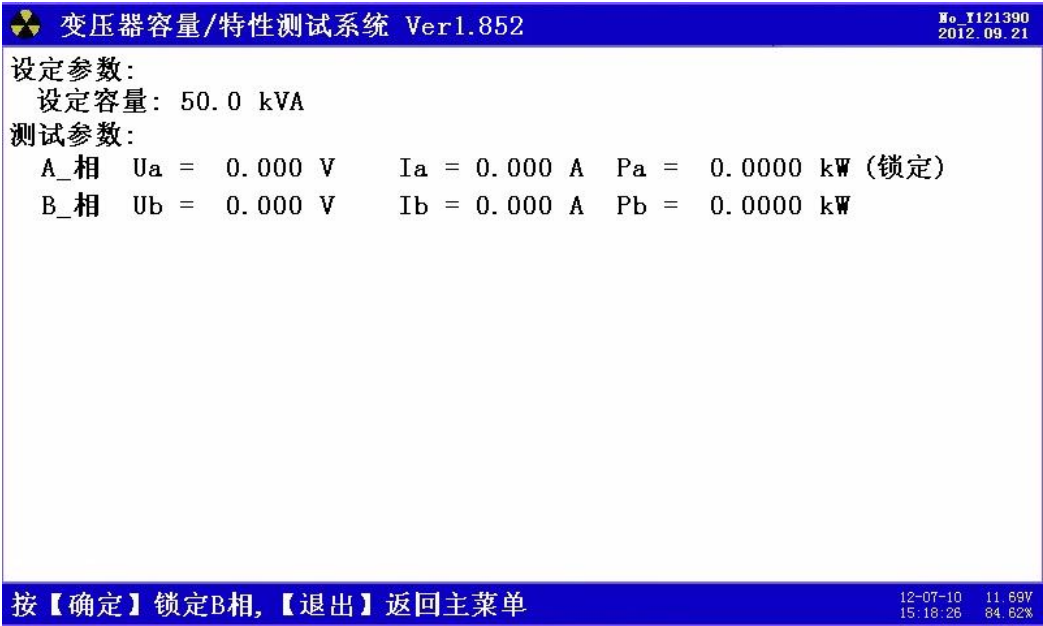 变压器容量/特性测试系统 Ver1.852
No_Y121390
2012.09.21
设定参数:
设定容量: 50.0 kVA
测试参数:
A_相 Ua = 0.000 V Ia = 0.000 A Pa = 0.0000 kW (锁定)
B_相 Ub = 0.000 V Ib = 0.000 A Pb = 0.0000 kW
按【确定】锁定B相,【退出】返回主菜单
12-07-10 11.69V
15:18:26 84.62%